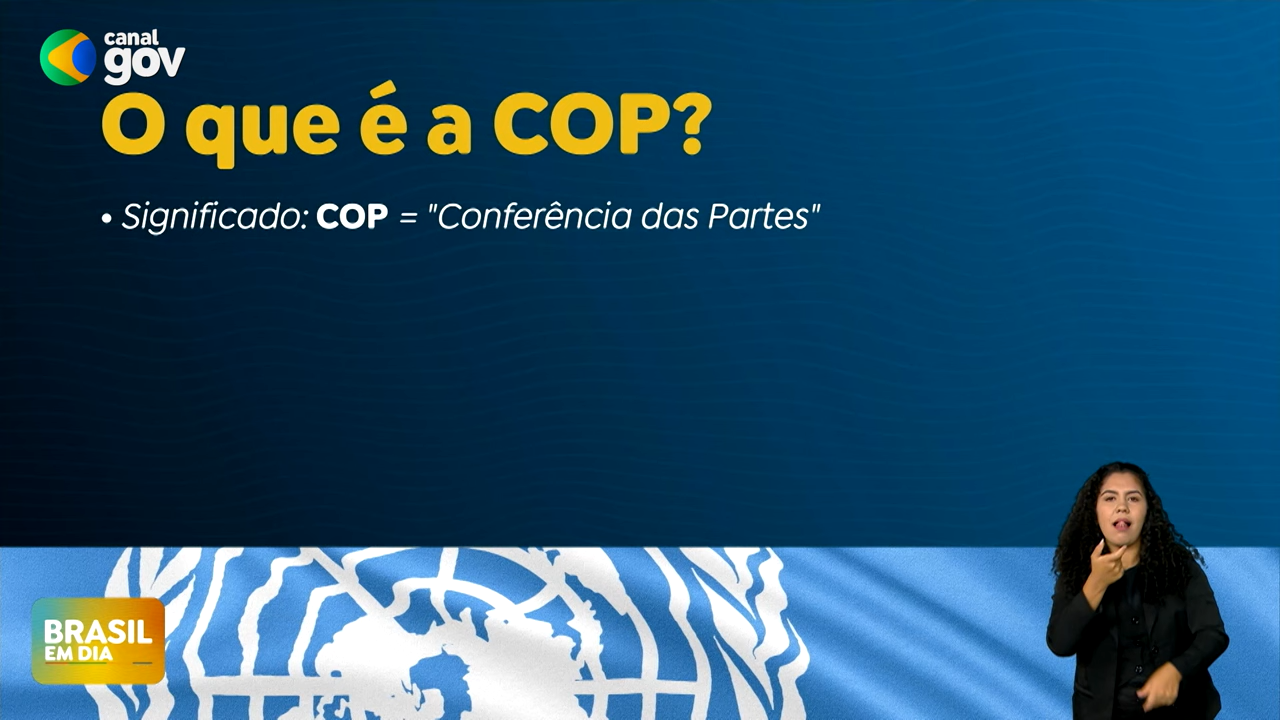 canal
gov
O que é a COP?
• Significado: COP = "Conferência das Partes"
BRASIL
EM DIA